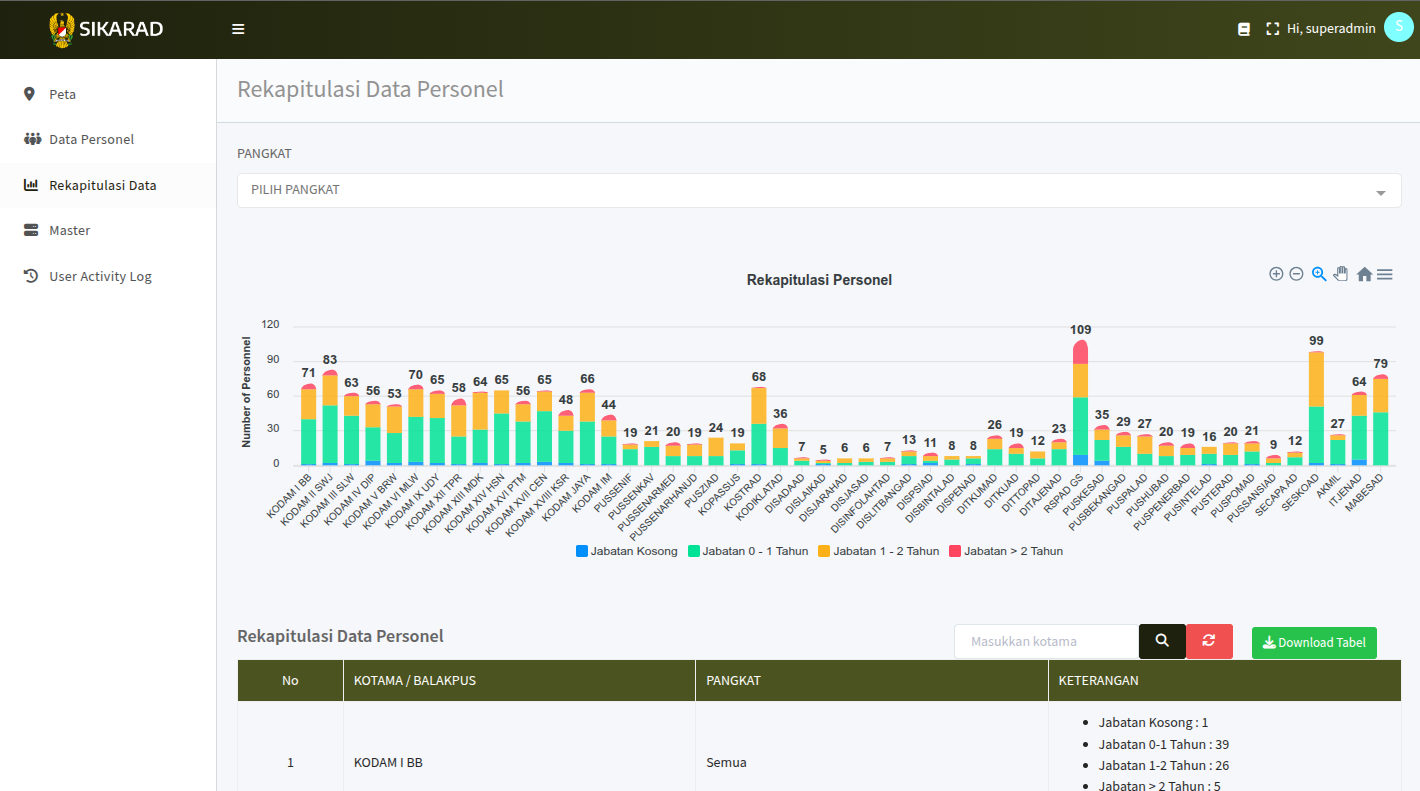 SIKARAD
Hi, superadmin
S
Peta
Data Personel
Rekapitulasi Data
Master
User Activity Log
Rekapitulasi Data Personel
PANGKAT
PILIH PANGKAT
Rekapitulasi Personel
Number of Personnel
120
90
60
30
0
71 83 63 56 53 70 65 58 64 65 56 65 48 66 44 19 21 20 19 24 19 68 36 7 5 6 6 7 13 11 8 8 26 19 12 23 109 35 29 27 20 19 16 20 21 9 12 99 27 64 79
KODAM I BB
KODAM II SWJ
KODAM III SLW
KODAM IV DIP
KODAM V BRW
KODAM VI MLW
KODAM IX UDY
KODAM XII TPR
KODAM XIII MDK
KODAM XIV HSN
KODAM XVI PTM
KODAM XVII CEN
KODAM XVIII KSR
KODAM JAYA
KODAM IM
PUSSENIF
PUSSENKAV
PUSSENARMED
PUSSENARHANUD
PUSZIAD
KOPASSUS
KOSTRAD
KODIKLATAD
DISADAAD
DISLAIKAD
DISJARAHAD
DISJASAD
DISINFOLAHTAD
DISLITBANGAD
DISPSIAD
DISBINTALAD
DISPENAD
DITKUMAD
DITKUAD
DITTOPAD
DITAJENAD
RSPAD GS
PUSKESAD
PUSBEKANGAD
PUSPALAD
PUSHUBAD
PUSPENERBAD
PUSINTELAD
PUSTERAD
PUSPOMAD
PUSSANSIAD
SECAPA AD
SESKOAD
AKMIL
ITJENAD
MABESAD
Jabatan Kosong Jabatan 0 - 1 Tahun Jabatan 1 - 2 Tahun Jabatan > 2 Tahun
Rekapitulasi Data Personel
Masukkan kotama
Download Tabel
No KOTAMA / BALAKPUS PANGKAT KETERANGAN
1 KODAM I BB Semua
Jabatan Kosong : 1
Jabatan 0-1 Tahun : 39
Jabatan 1-2 Tahun : 26
Jabatan > 2 Tahun : 5